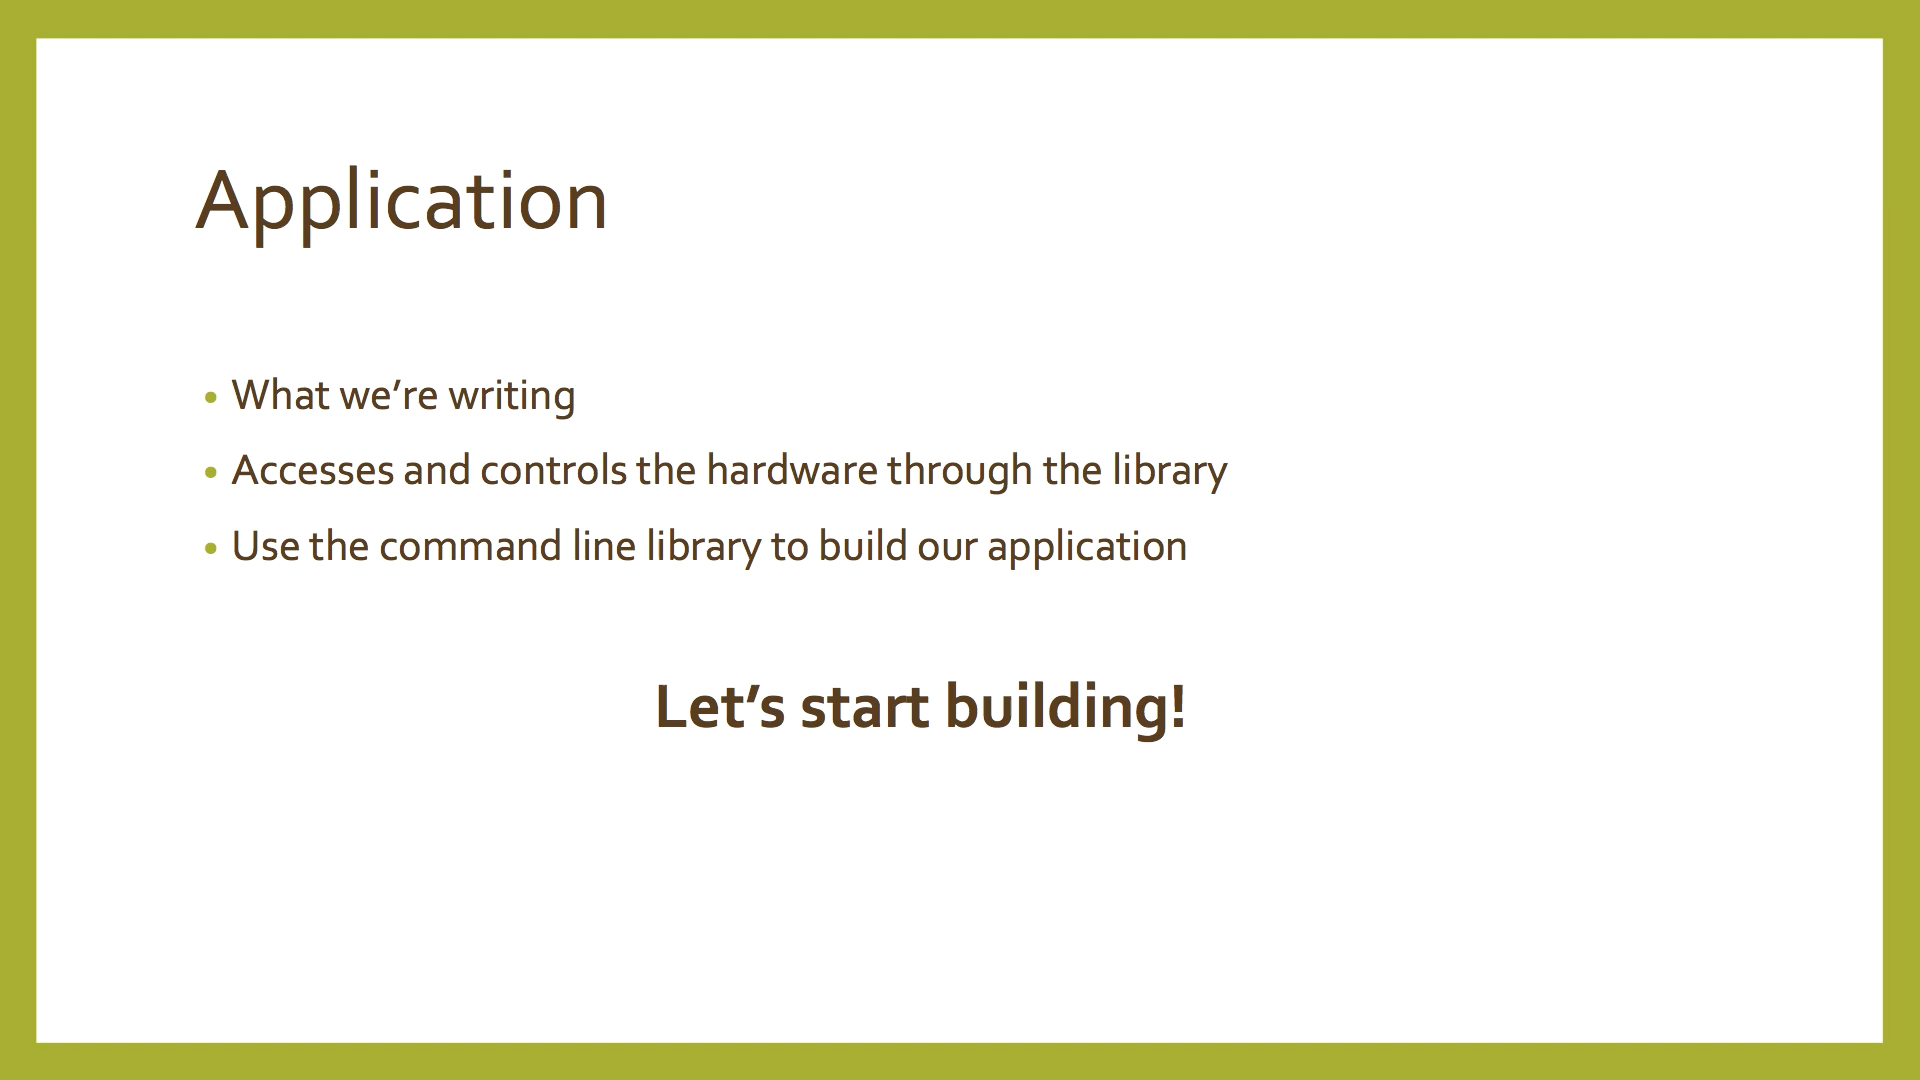 Application
• What we’re writing
• Accesses and controls the hardware through the library
• Use the command line library to build our application
Let’s start building!